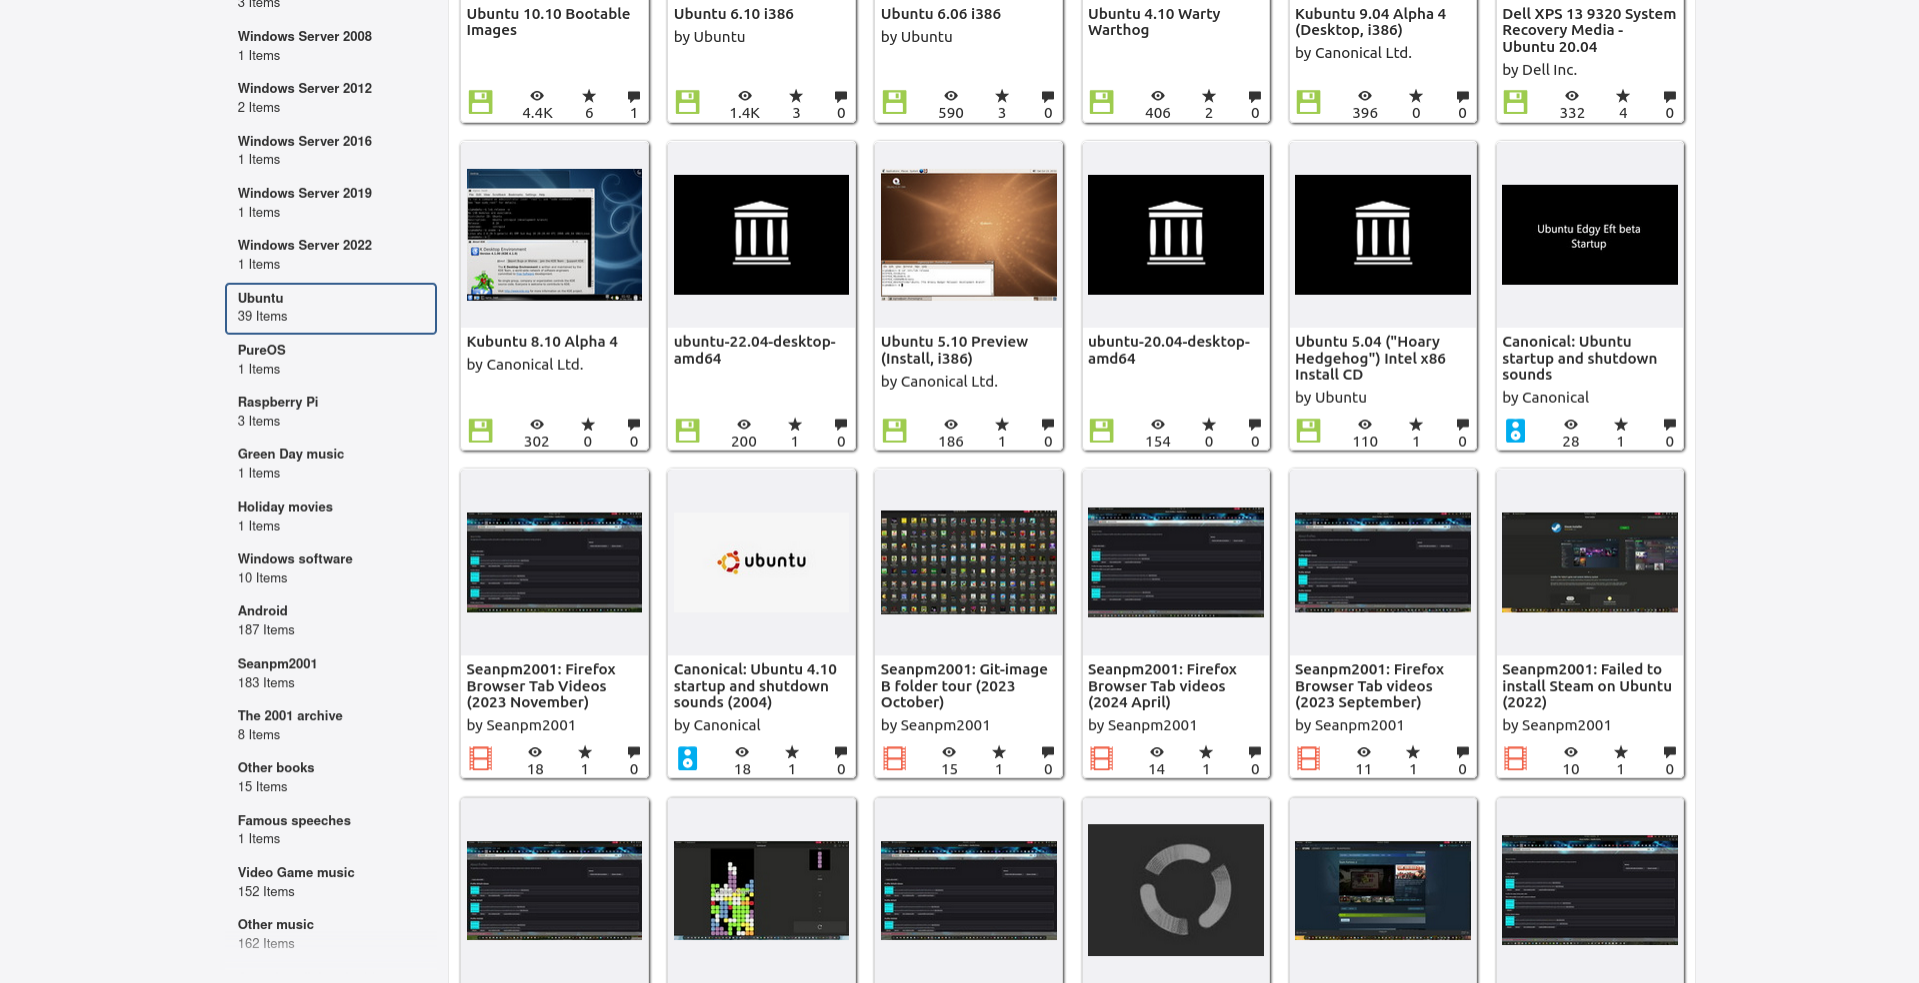 3 Items
Windows Server 2008
1 Items
Windows Server 2012
2 Items
Windows Server 2016
1 Items
Windows Server 2019
1 Items
Windows Server 2022
1 Items
Ubuntu
39 Items
PureOS
1 Items
Raspberry Pi
3 Items
Green Day music
1 Items
Holiday movies
1 Items
Windows software
10 Items
Android
187 Items
Seanpm2001
183 Items
The 2001 archive
8 Items
Other books
15 Items
Famous speeches
1 Items
Video Game music
152 Items
Other music
162 Items
Ubuntu 10.10 Bootable
Images
4.4K 6 1
Ubuntu 6.10 i386
by Ubuntu
1.4K 3 0
Ubuntu 6.06 i386
by Ubuntu
590 3 0
Ubuntu 4.10 Warty
Warthog
406 2 0
Kubuntu 9.04 Alpha 4
(Desktop, i386)
by Canonical Ltd.
396 0 0
Dell XPS 13 9320 System
Recovery Media -
Ubuntu 20.04
by Dell Inc.
332 4 0
Kubuntu 8.10 Alpha 4
by Canonical Ltd.
302 0 0
ubuntu-22.04-desktop-
amd64
200 1 0
Ubuntu 5.10 Preview
(Install, i386)
by Canonical Ltd.
186 1 0
ubuntu-20.04-desktop-
amd64
154 0 0
Ubuntu 5.04 ("Hoary
Hedgehog") Intel x86
Install CD
by Ubuntu
110 1 0
Ubuntu Edgy Eft beta
Startup
Canonical: Ubuntu
startup and shutdown
sounds
by Canonical
28 1 0
Seanpm2001: Firefox
Browser Tab Videos
(2023 November)
by Seanpm2001
18 1 0
ubuntu
Canonical: Ubuntu 4.10
startup and shutdown
sounds (2004)
by Canonical
18 1 0
Seanpm2001: Git-image
B folder tour (2023
October)
by Seanpm2001
15 1 0
Seanpm2001: Firefox
Browser Tab videos
(2024 April)
by Seanpm2001
14 1 0
Seanpm2001: Firefox
Browser Tab videos
(2023 September)
by Seanpm2001
11 1 0
Seanpm2001: Failed to
install Steam on Ubuntu
(2022)
by Seanpm2001
10 1 0